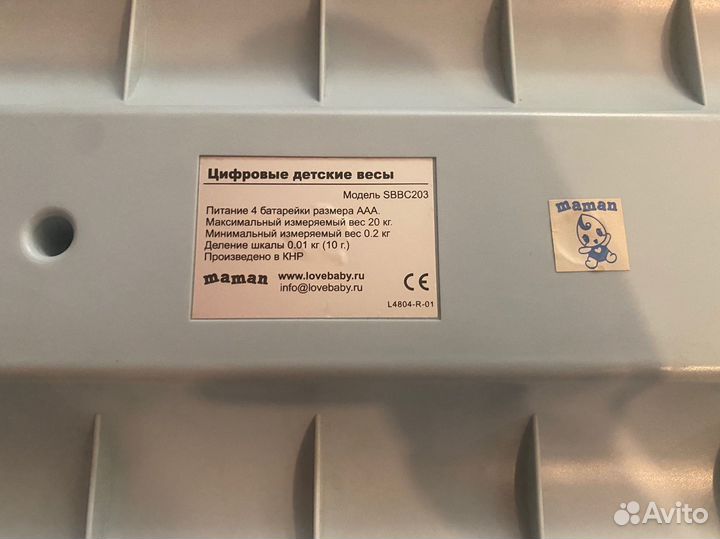 Цифровые детские весы
Модель SBBC203
Питание 4 батарейки размера ААА.
Максимальный измеряемый вес 20 кг.
Минимальный измеряемый вес 0.2 кг
Деление шкалы 0.01 кг (10 г.)
Произведено в КНР
maman www.lovebaby.ru
info@lovebaby.ru
CE
L4804-R-01
maman
Avito